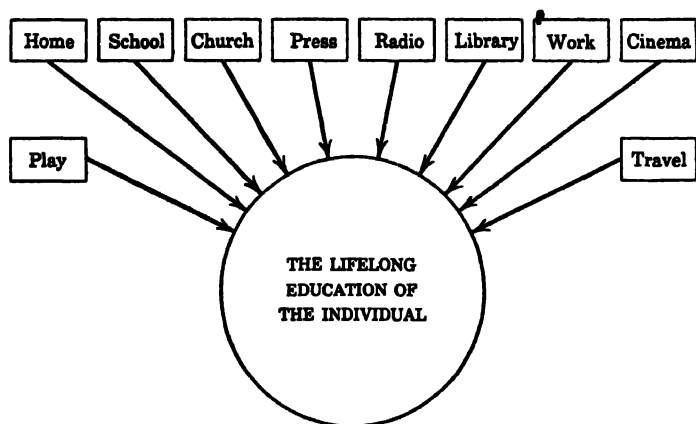 Home School Church Press Radio Library Work Cinema
Play Travel
THE LIFELONG
EDUCATION OF
THE INDIVIDUAL